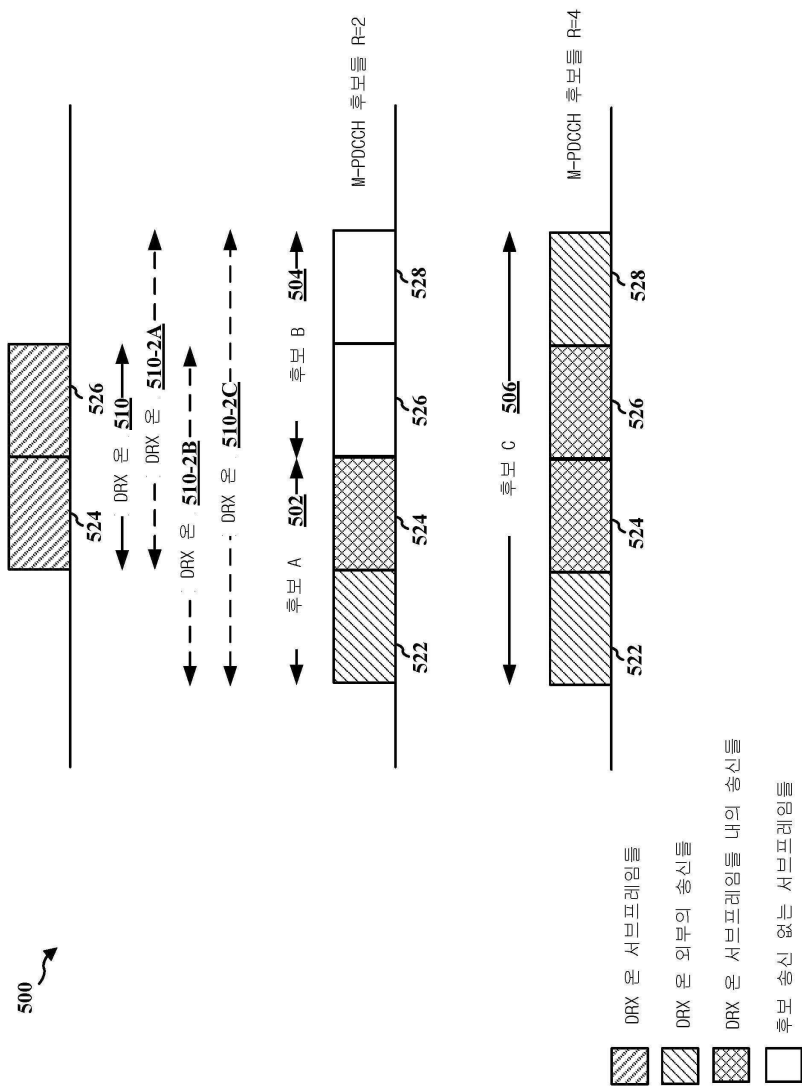 500
524
526
DRX 온 510
DRX 온 510-2A
DRX 온 510-2B
DRX 온 510-2C
후보 A 502
후보 B 504
522
524
526
528
M-PDCCH 후보들 R=2
후보 C 506
522
524
526
528
M-PDCCH 후보들 R=4
DRX 온 서브프레임들
DRX 온 외부의 송신들
DRX 온 서브프레임들 내의 송신들
후보 송신 없는 서브프레임들